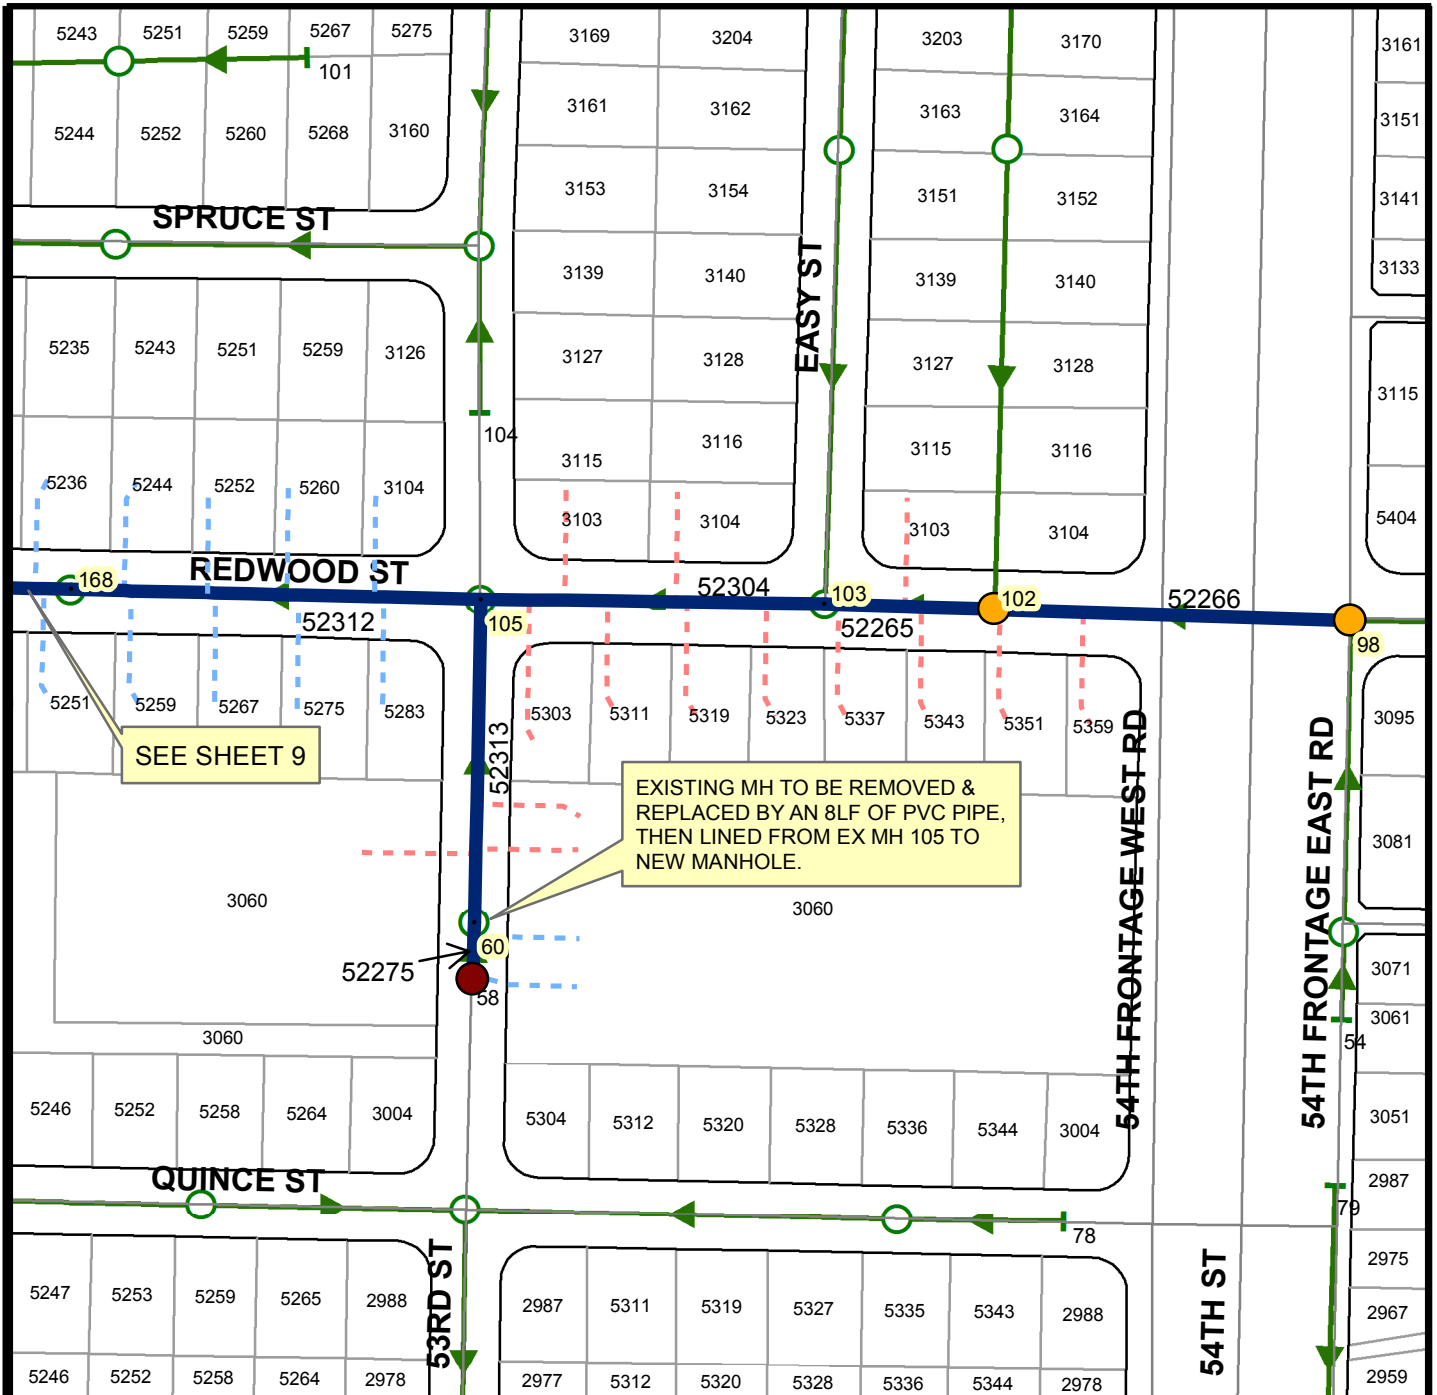 5243 5251 5259 5267 5275 3169 3204 3203 3170 3161
101
5244 5252 5260 5268 3160 3161 3162 3163 3164 3151
SPRUCE ST
3153 3154 3151 3152 3141
3139 3140 3139 3140 3133
EASY ST
5235 5243 5251 5259 3126 3127 3128 3127 3128 3115
104
3115 3116 3115 3116
5236 5244 5252 5260 3104 3103 3104 3103 3104 5404
REDWOOD ST
168 52304 103 102 52266
52312 105 52265 98
5251 5259 5267 5275 5283 5303 5311 5319 5323 5337 5343 5351 5359 3095
SEE SHEET 9
52313
54TH FRONTAGE WEST RD
54TH FRONTAGE EAST RD
EXISTING MH TO BE REMOVED &
REPLACED BY AN 8LF OF PVC PIPE,
THEN LINED FROM EX MH 105 TO
NEW MANHOLE.
3081
3060 3060
60
52275
58
3071
3061
54
3060
5246 5252 5258 5264 3004 5304 5312 5320 5328 5336 5344 3004 3051
QUINCE ST
2987
79
78
53RD ST
54TH ST
2975
5247 5253 5259 5265 2988 2987 5311 5319 5327 5335 5343 2988 2967
5246 5252 5258 5264 2978 2977 5312 5320 5328 5336 5344 2978 2959